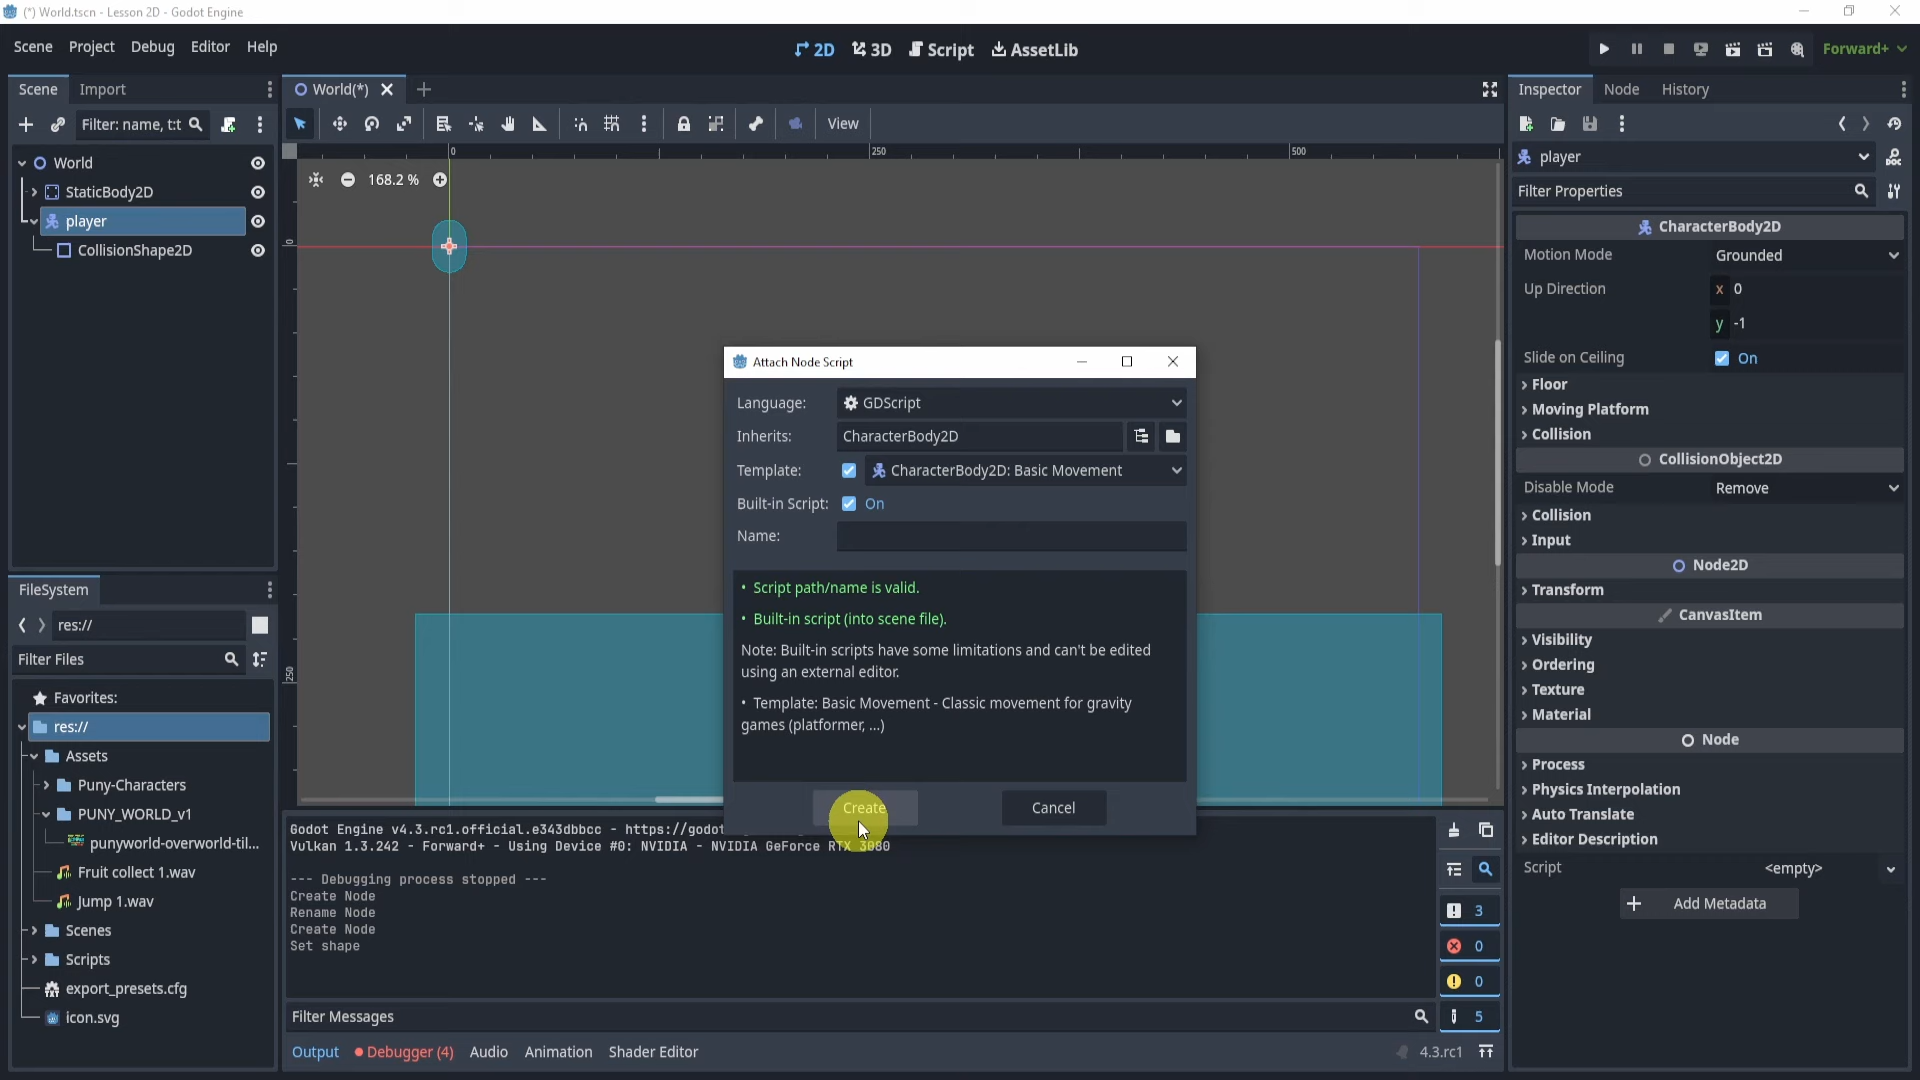 (*) World.tscn - Lesson 2D - Godot Engine
Scene Project Debug Editor Help
2D 3D Script AssetLib
Forward+
Scene Import
World(*)
Inspector Node History
Filter: name, t:t
View
World
StaticBody2D
player
CollisionShape2D
0 250 500
168.2 %
0
250
player
Filter Properties
CharacterBody2D
Motion Mode Grounded
Up Direction x 0
y -1
Slide on Ceiling On
Floor
Moving Platform
Collision
CollisionObject2D
Disable Mode Remove
Collision
Input
Node2D
Transform
CanvasItem
Visibility
Ordering
Texture
Material
Node
Process
Physics Interpolation
Auto Translate
Editor Description
Script <empty>
Add Metadata
Attach Node Script
Language: GDScript
Inherits: CharacterBody2D
Template: CharacterBody2D: Basic Movement
Built-in Script: On
Name:
• Script path/name is valid.
• Built-in script (into scene file).
Note: Built-in scripts have some limitations and can't be edited
using an external editor.
• Template: Basic Movement - Classic movement for gravity
games (platformer, ...)
Create Cancel
FileSystem
res://
Filter Files
Favorites:
res://
Assets
Puny-Characters
PUNY_WORLD_v1
punyworld-overworld-til...
Fruit collect 1.wav
Jump 1.wav
Scenes
Scripts
export_presets.cfg
icon.svg
Godot Engine v4.3.rc1.official.e343dbbcc - https://godot
Vulkan 1.3.242 - Forward+ - Using Device #0: NVIDIA - NVIDIA GeForce RTX 3080
--- Debugging process stopped ---
Create Node
Rename Node
Create Node
Set shape
3
0
0
5
Filter Messages
Output Debugger (4) Audio Animation Shader Editor
4.3.rc1